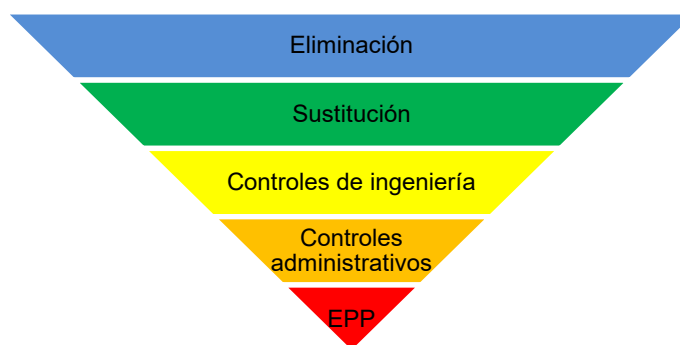 Eliminación
Sustitución
Controles de ingeniería
Controles
administrativos
EPP